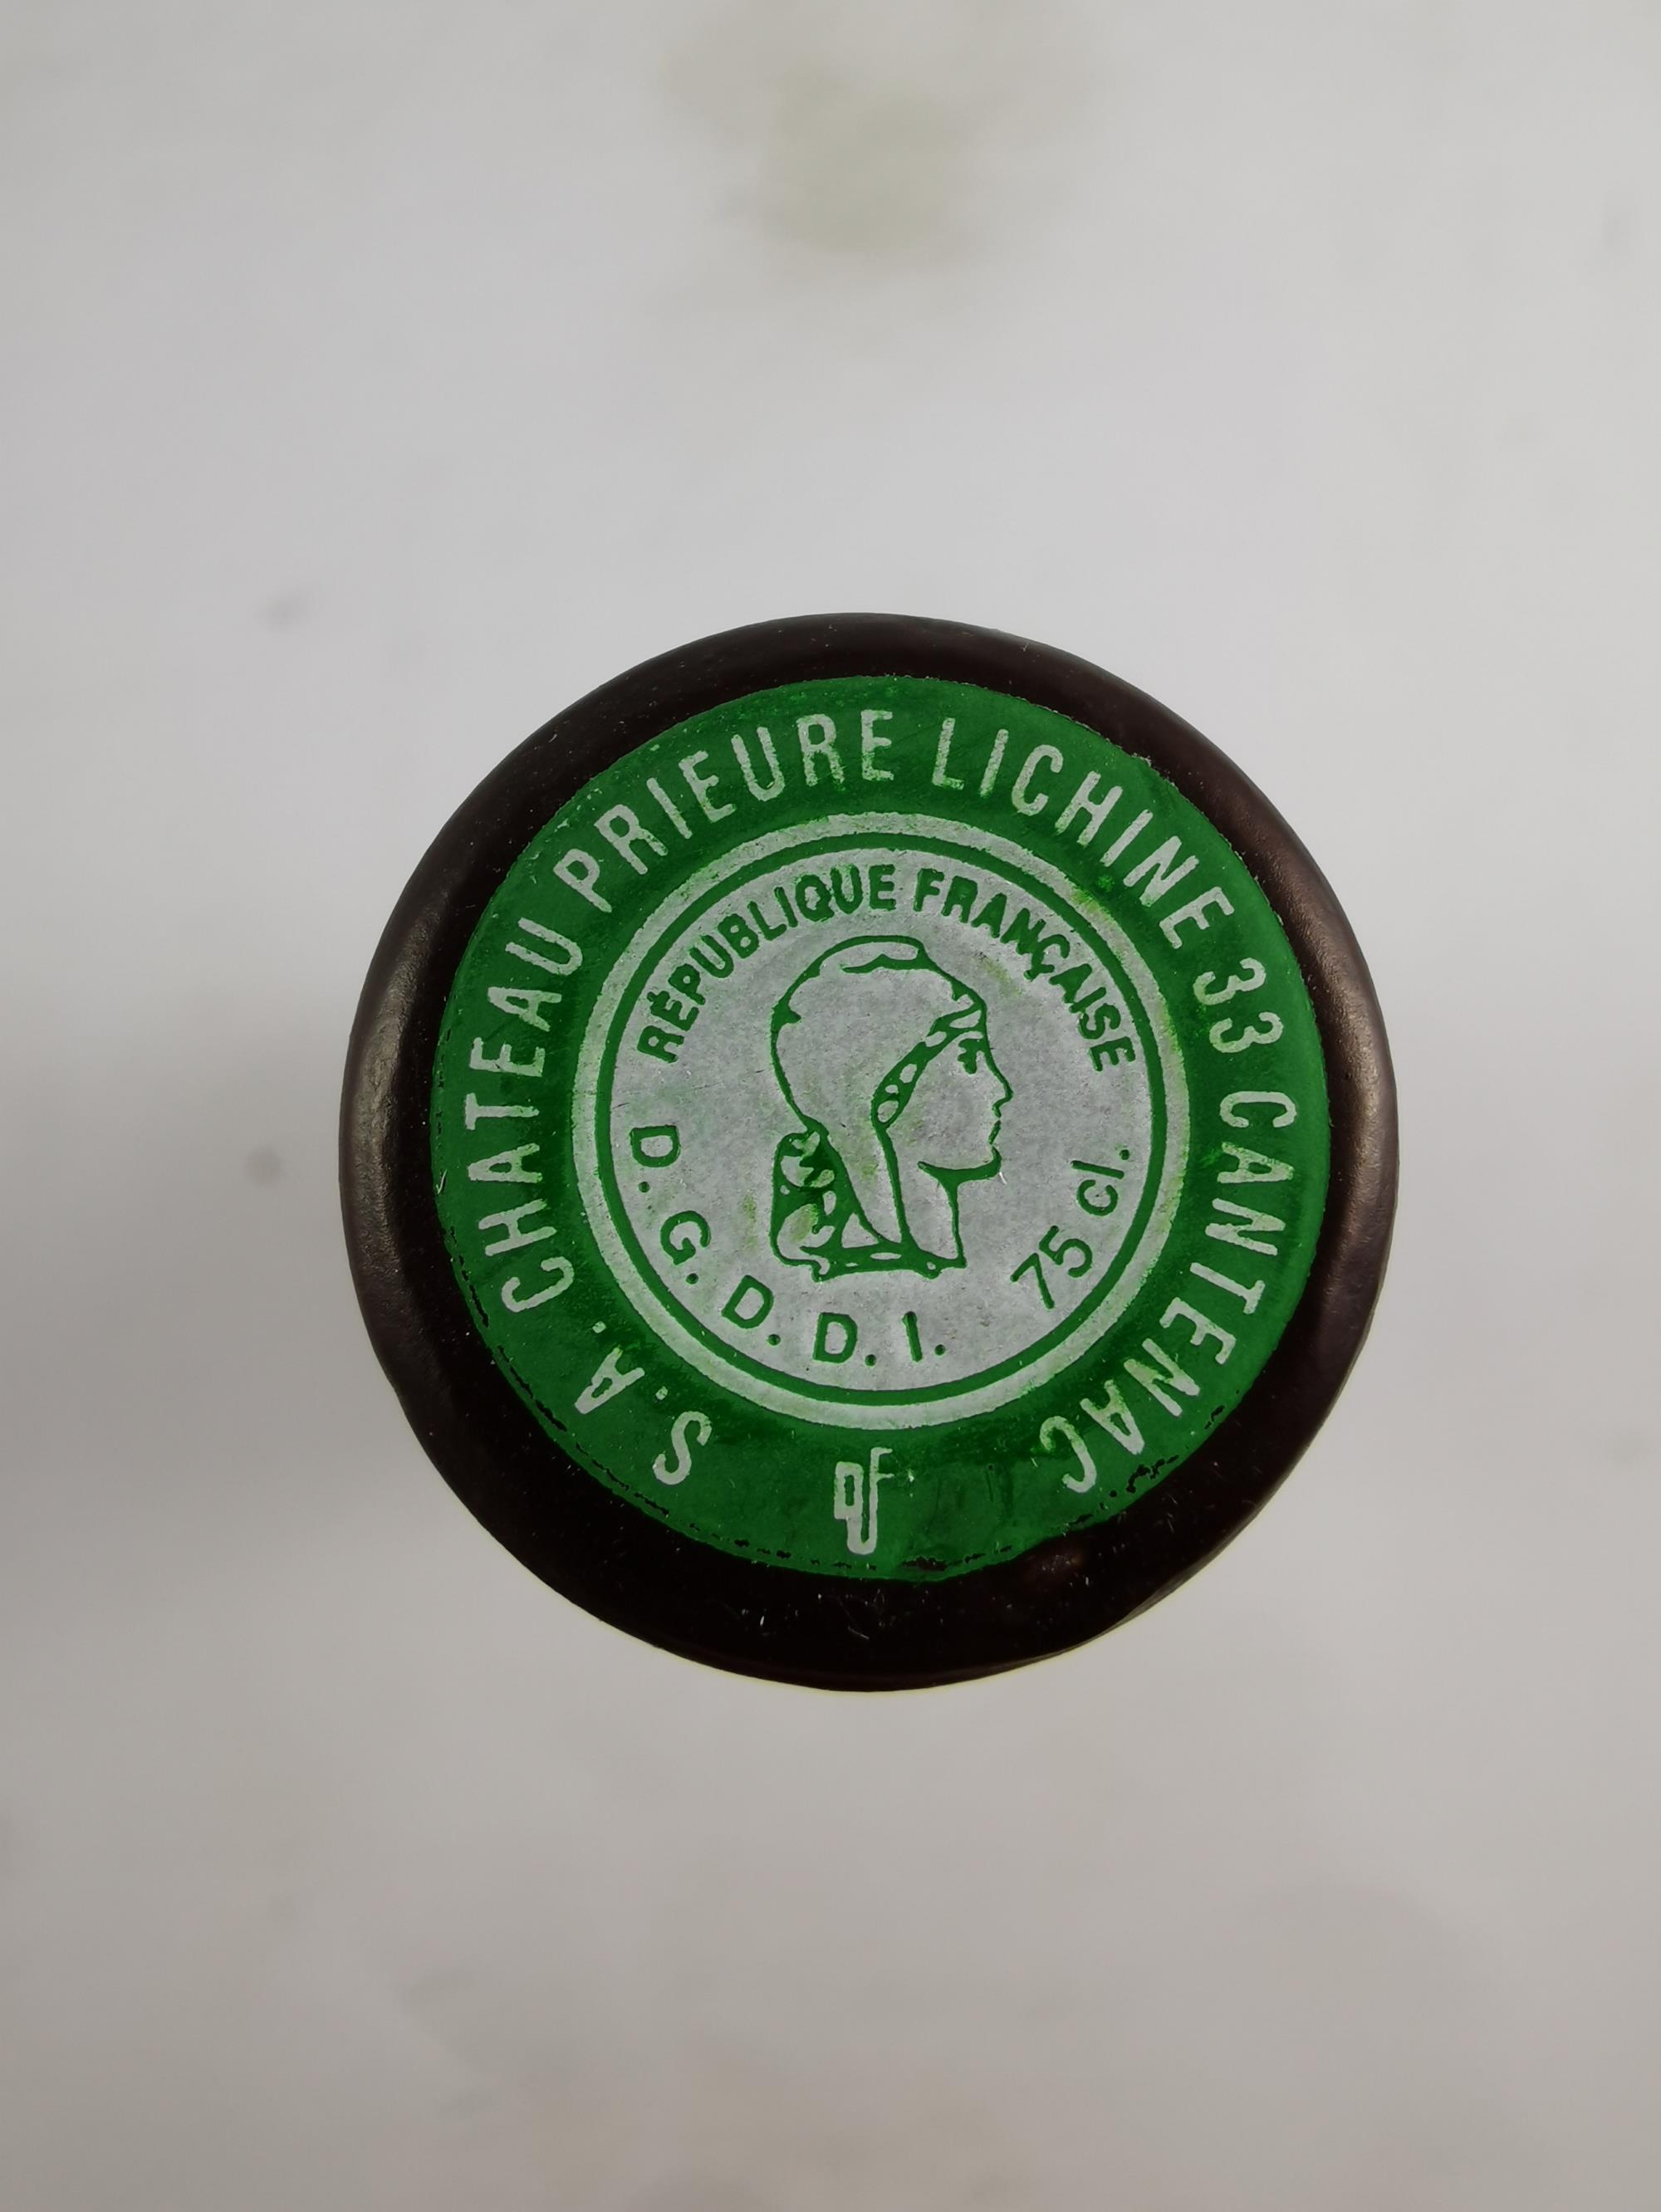 S.A. CHATEAU PRIEURE LICHINE 33 CANTENAC
RÉPUBLIQUE FRANÇAISE
D.G.D.D.I.
75 cl.